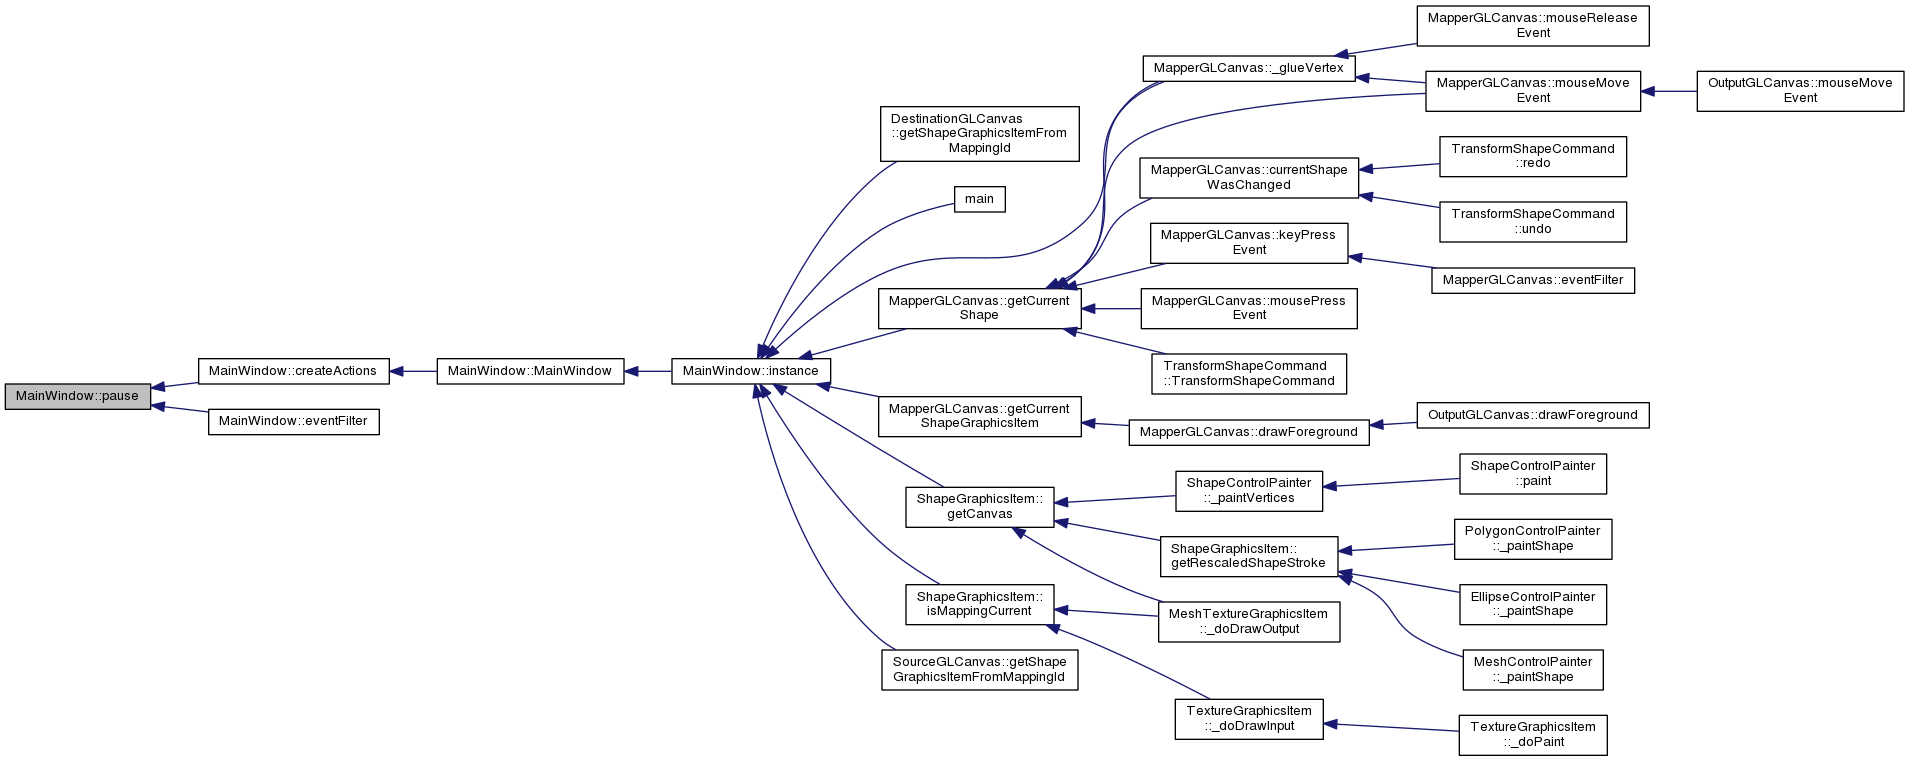 MainWindow::pause
MainWindow::createActions
MainWindow::eventFilter
MainWindow::MainWindow
MainWindow::instance
DestinationGLCanvas
::getShapeGraphicsItemFrom
MappingId
main
MapperGLCanvas::getCurrent
Shape
MapperGLCanvas::getCurrent
ShapeGraphicsItem
ShapeGraphicsItem::
getCanvas
ShapeGraphicsItem::
isMappingCurrent
SourceGLCanvas::getShape
GraphicsItemFromMappingId
MapperGLCanvas::_glueVertex
MapperGLCanvas::currentShape
WasChanged
MapperGLCanvas::keyPress
Event
MapperGLCanvas::mousePress
Event
TransformShapeCommand
::TransformShapeCommand
MapperGLCanvas::drawForeground
ShapeControlPainter
::_paintVertices
ShapeGraphicsItem::
getRescaledShapeStroke
MeshTextureGraphicsItem
::_doDrawOutput
TextureGraphicsItem
::_doDrawInput
MapperGLCanvas::mouseRelease
Event
MapperGLCanvas::mouseMove
Event
TransformShapeCommand
::redo
TransformShapeCommand
::undo
MapperGLCanvas::eventFilter
OutputGLCanvas::drawForeground
ShapeControlPainter
::paint
PolygonControlPainter
::_paintShape
EllipseControlPainter
::_paintShape
MeshControlPainter
::_paintShape
TextureGraphicsItem
::_doPaint
OutputGLCanvas::mouseMove
Event